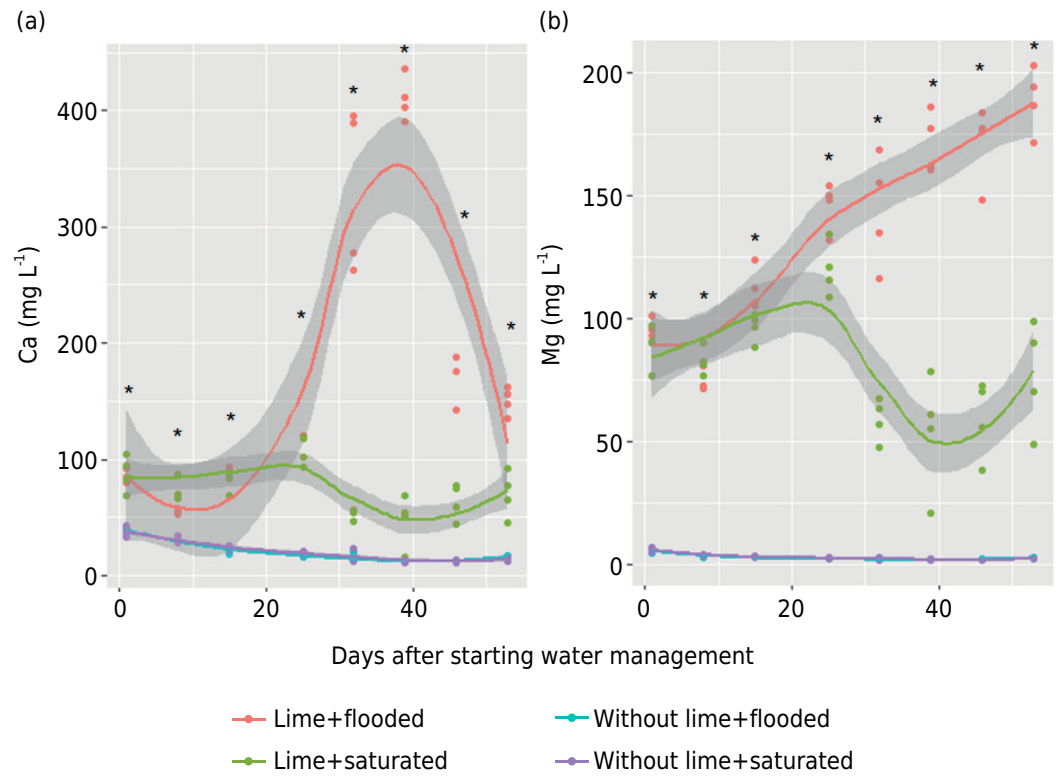 (a)
(b)
Ca (mg L⁻¹)
400
300
200
100
0
0 20 40
* * * * * * * *
Mg (mg L⁻¹)
200
150
100
50
0
0 20 40
* * * * * * * *
Days after starting water management
Lime+flooded
Without lime+flooded
Lime+saturated
Without lime+saturated